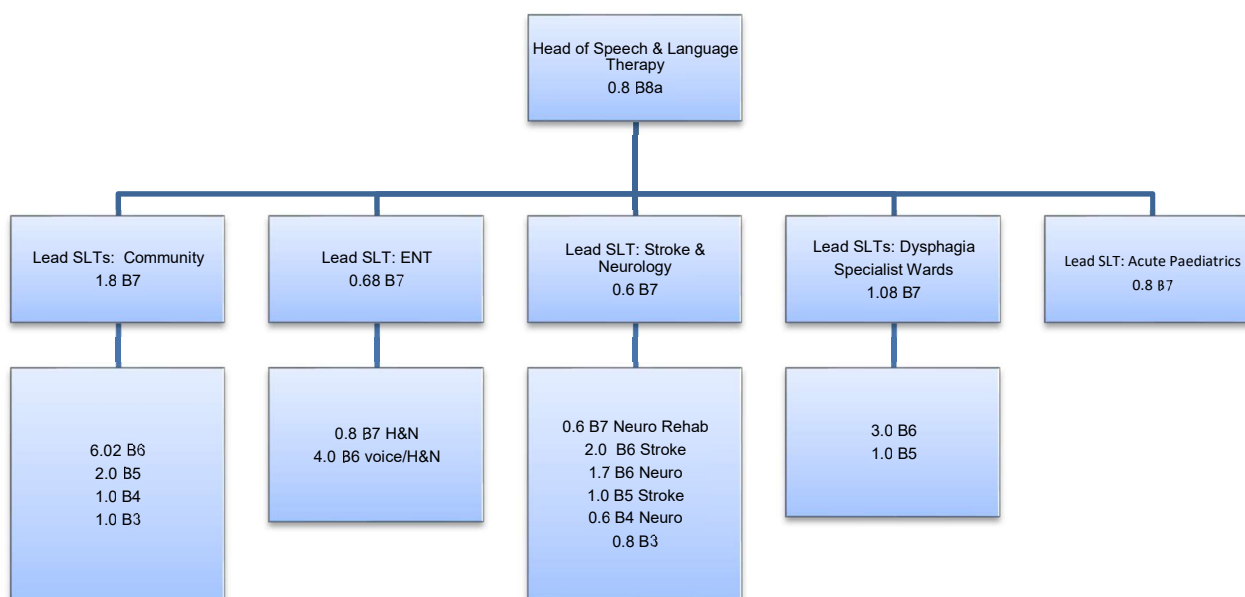 Head of Speech & Language
Therapy
0.8 B8a
Lead SLTs: Community
1.8 B7
Lead SLT: ENT
0.68 B7
Lead SLT: Stroke &
Neurology
0.6 B7
Lead SLTs: Dysphagia
Specialist Wards
1.08 B7
Lead SLT: Acute Paediatrics
0.8 B7
6.02 B6
2.0 B5
1.0 B4
1.0 B3
0.8 B7 H&N
4.0 B6 voice/H&N
0.6 B7 Neuro Rehab
2.0 B6 Stroke
1.7 B6 Neuro
1.0 B5 Stroke
0.6 B4 Neuro
0.8 B3
3.0 B6
1.0 B5